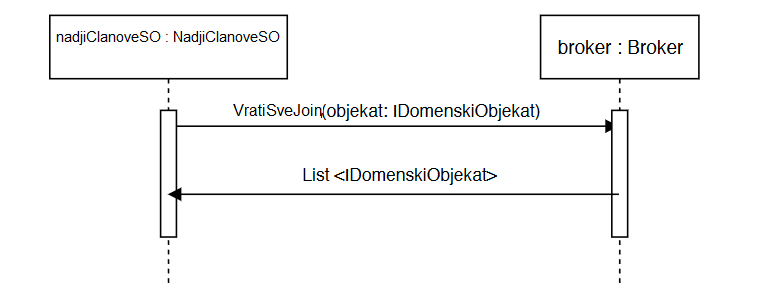 nadjiClanoveSO : NadjiClanoveSO
broker : Broker
VratiSveJoin(objekat: IDomenskiObjekat)
List <IDomenskiObjekat>